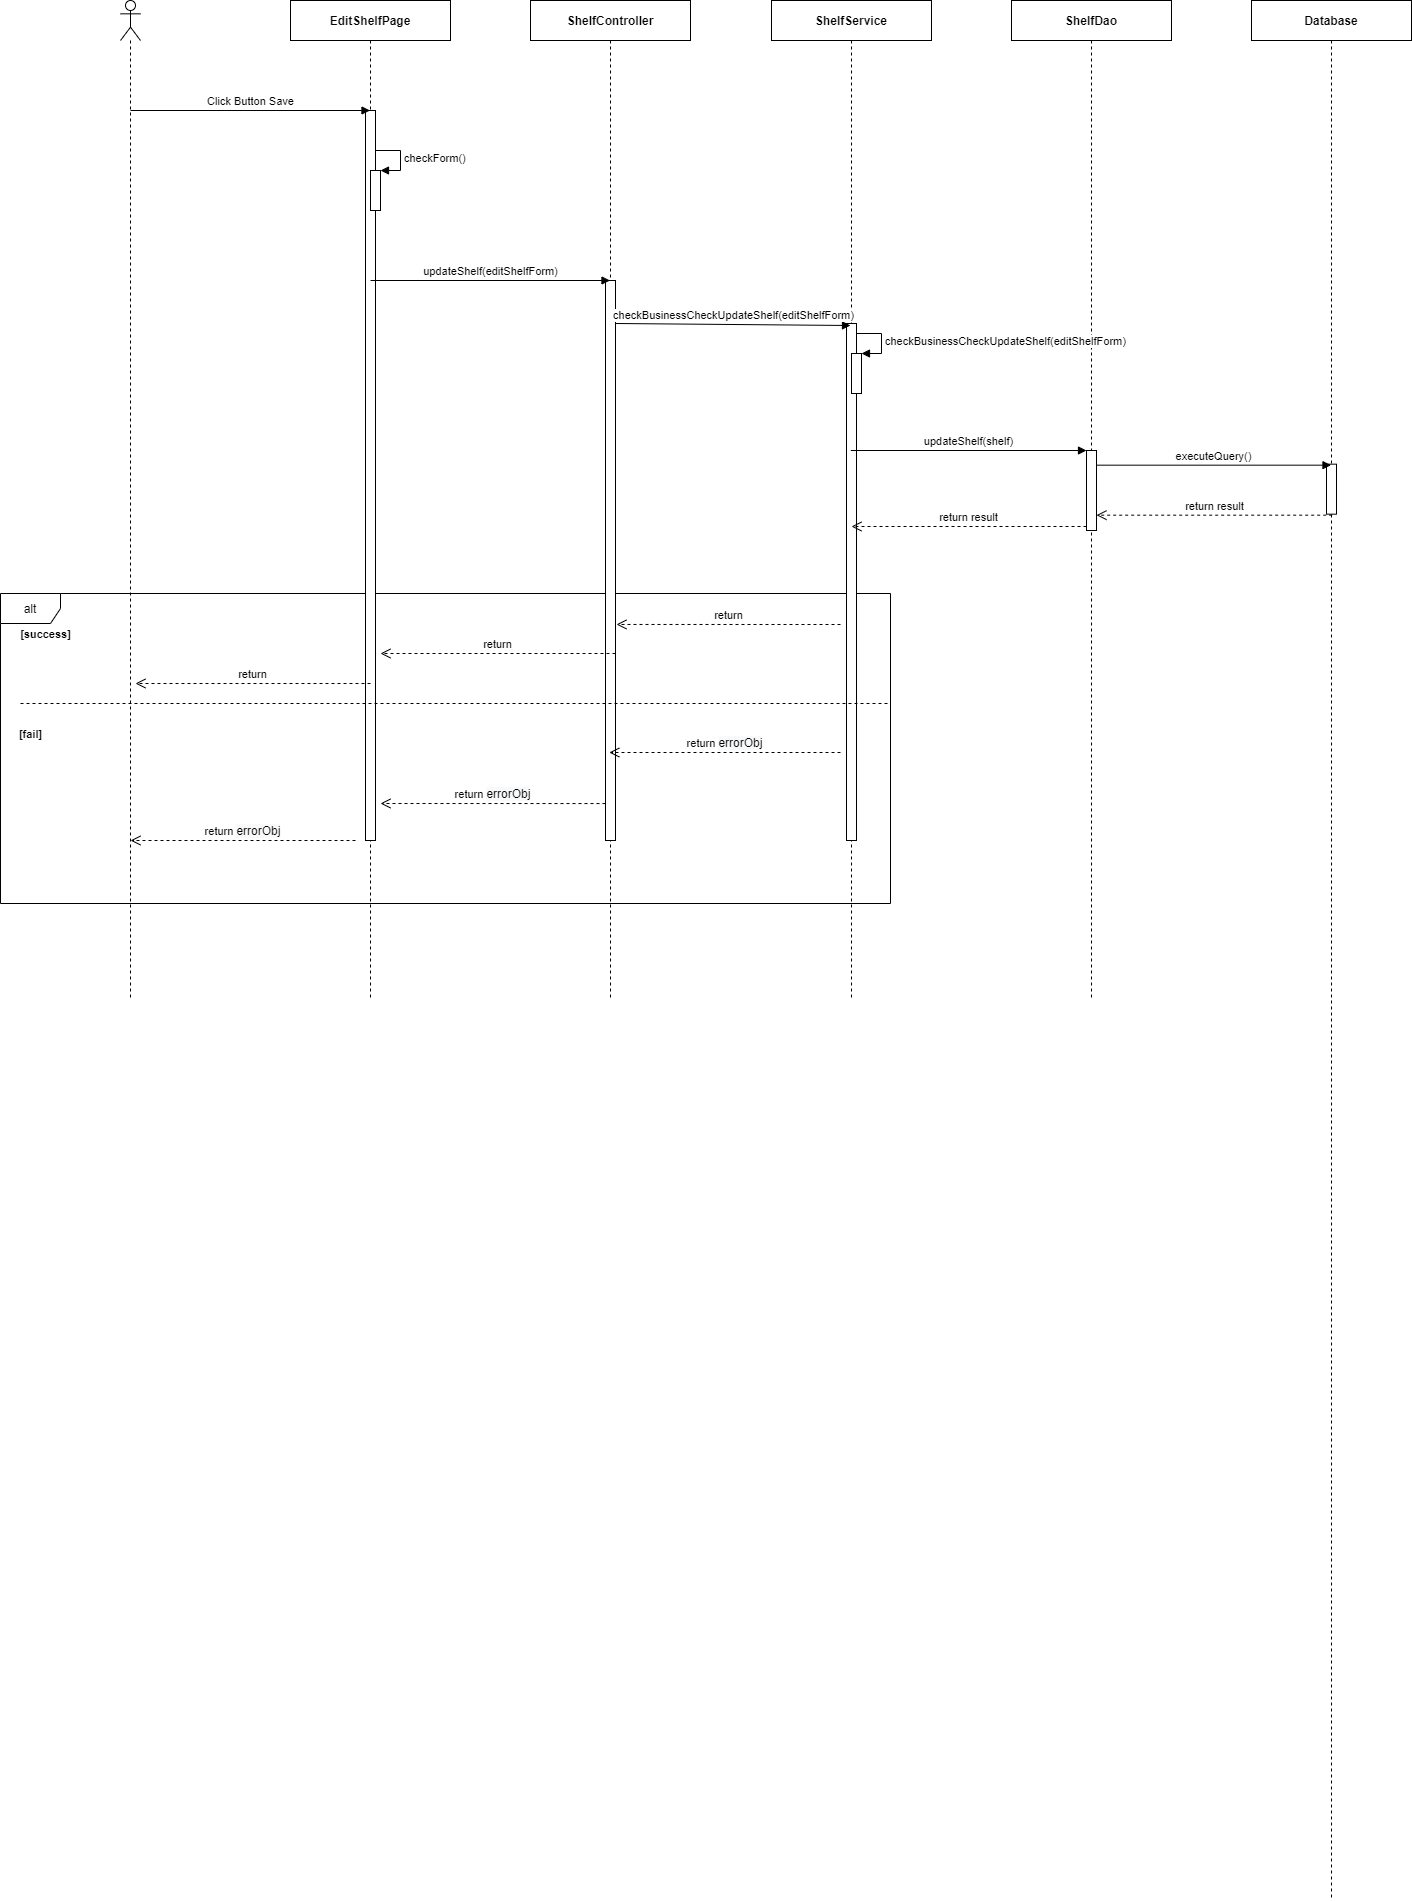 EditShelfPage
ShelfController
ShelfService
ShelfDao
Database
Click Button Save
checkForm()
updateShelf(editShelfForm)
checkBusinessCheckUpdateShelf(editShelfForm)
checkBusinessCheckUpdateShelf(editShelfForm)
updateShelf(shelf)
executeQuery()
return result
return result
alt
[success]
return
return
return
[fail]
return errorObj
return errorObj
return errorObj